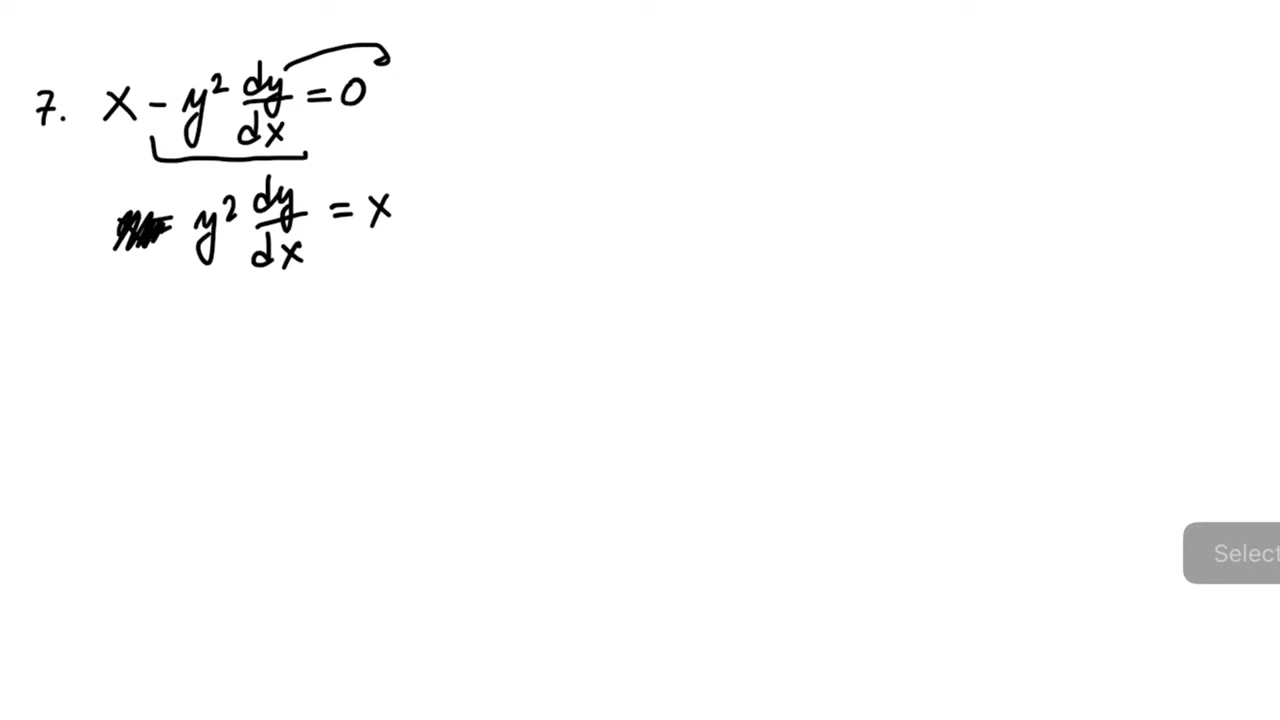 7. x - y² dy/dx = 0
y² dy/dx = x
Select